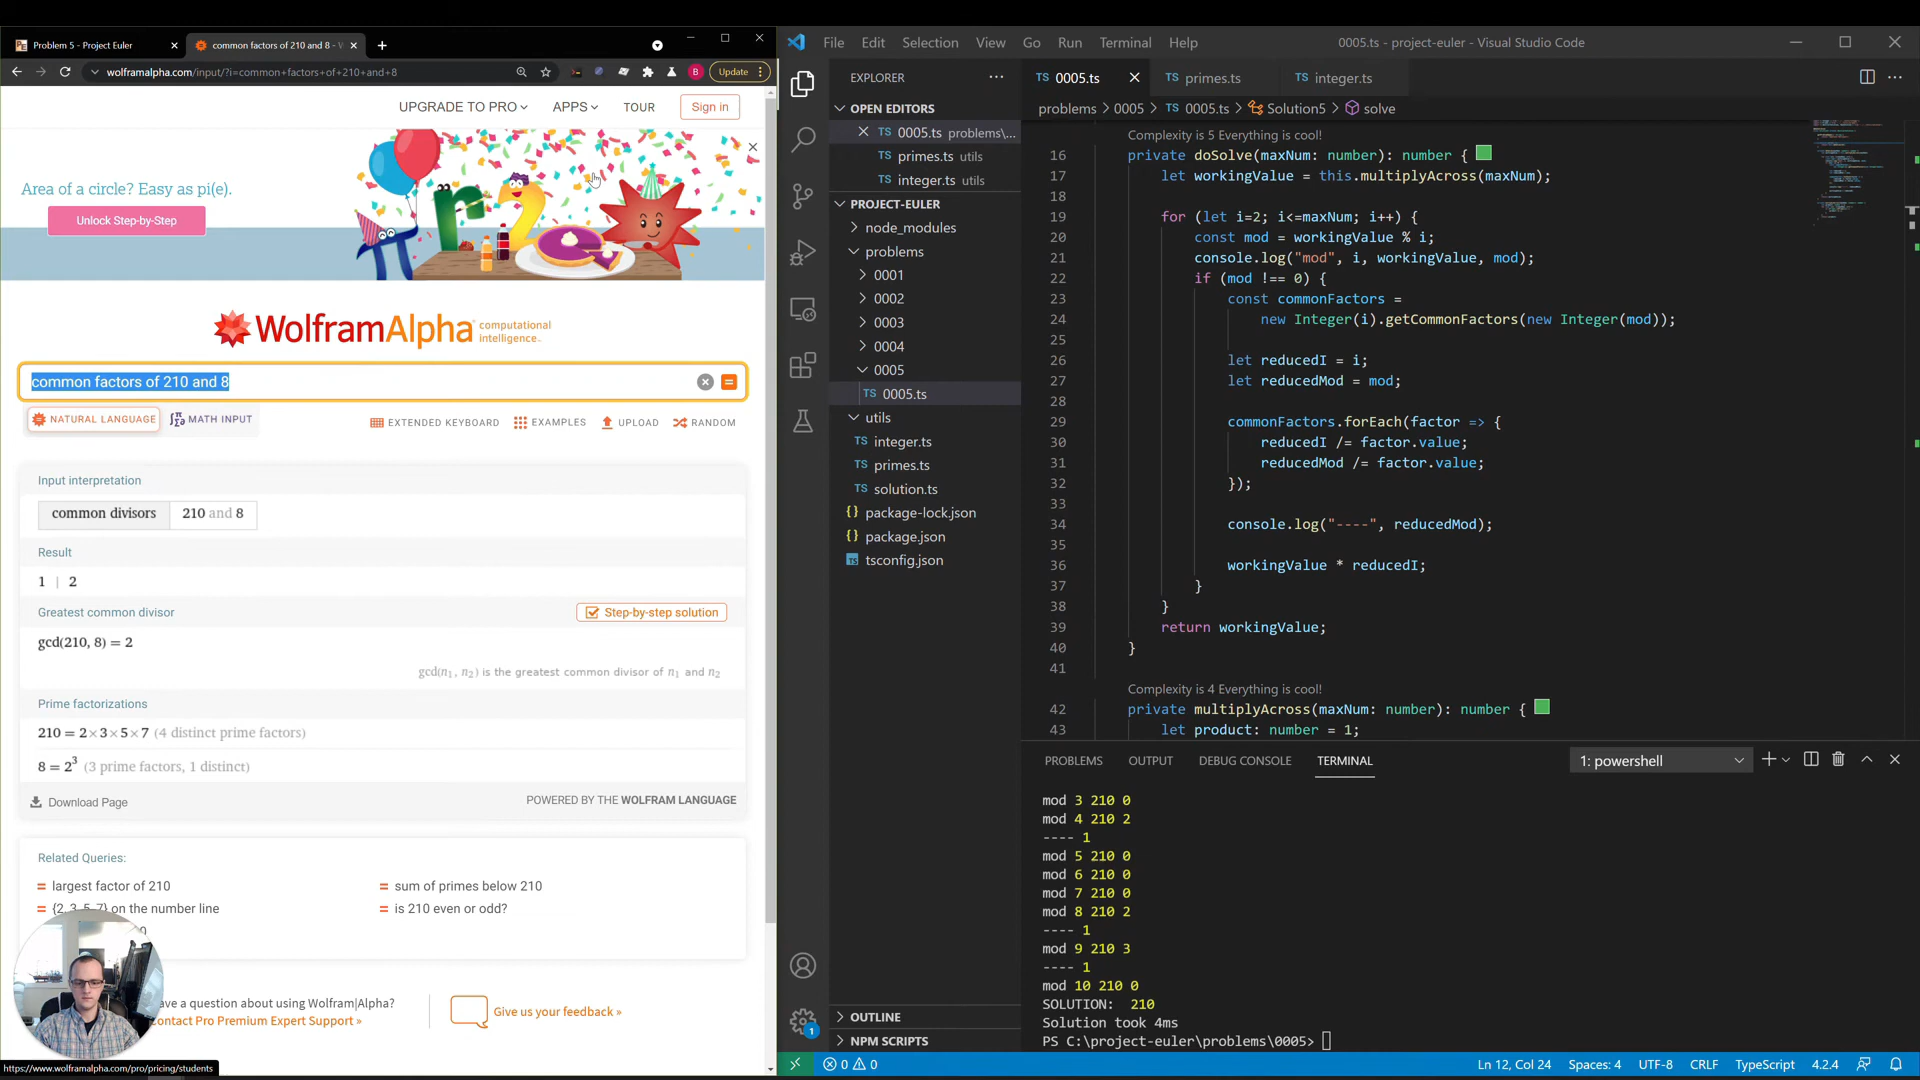 Problem 5 - Project Euler
common factors of 210 and 8 - W
wolframalpha.com/input/?i=common+factors+of+210+and+8
B
Update
UPGRADE TO PRO
APPS
TOUR
Sign in
Area of a circle? Easy as pi(e).
Unlock Step-by-Step
WolframAlpha computational intelligence.
common factors of 210 and 8
NATURAL LANGUAGE
MATH INPUT
EXTENDED KEYBOARD
EXAMPLES
UPLOAD
RANDOM
Input interpretation
common divisors 210 and 8
Result
1 | 2
Greatest common divisor
Step-by-step solution
gcd(210, 8) = 2
gcd(n1, n2) is the greatest common divisor of n1 and n2
Prime factorizations
210 = 2×3×5×7 (4 distinct prime factors)
8 = 2^3 (3 prime factors, 1 distinct)
Download Page
POWERED BY THE WOLFRAM LANGUAGE
Related Queries:
= largest factor of 210
= sum of primes below 210
= {2, 3, 5, 7} on the number line
= is 210 even or odd?
ave a question about using Wolfram|Alpha?
ontact Pro Premium Expert Support »
Give us your feedback »
https://www.wolframalpha.com/pro/pricing/students
File Edit Selection View Go Run Terminal Help
0005.ts - project-euler - Visual Studio Code
EXPLORER
OPEN EDITORS
TS 0005.ts problems\...
TS primes.ts utils
TS integer.ts utils
PROJECT-EULER
node_modules
problems
0001
0002
0003
0004
0005
TS 0005.ts
utils
TS integer.ts
TS primes.ts
TS solution.ts
{} package-lock.json
{} package.json
TS tsconfig.json
OUTLINE
NPM SCRIPTS
1
TS 0005.ts
TS primes.ts
TS integer.ts
problems > 0005 > TS 0005.ts > Solution5 > solve
Complexity is 5 Everything is cool!
16 private doSolve(maxNum: number): number {
17 let workingValue = this.multiplyAcross(maxNum);
18
19 for (let i=2; i<=maxNum; i++) {
20 const mod = workingValue % i;
21 console.log("mod", i, workingValue, mod);
22 if (mod !== 0) {
23 const commonFactors =
24 new Integer(i).getCommonFactors(new Integer(mod));
25
26 let reducedI = i;
27 let reducedMod = mod;
28
29 commonFactors.forEach(factor => {
30 reducedI /= factor.value;
31 reducedMod /= factor.value;
32 });
33
34 console.log("----", reducedMod);
35
36 workingValue * reducedI;
37 }
38 }
39 return workingValue;
40 }
41
Complexity is 4 Everything is cool!
42 private multiplyAcross(maxNum: number): number {
43 let product: number = 1;
PROBLEMS OUTPUT DEBUG CONSOLE TERMINAL
1: powershell
mod 3 210 0
mod 4 210 2
---- 1
mod 5 210 0
mod 6 210 0
mod 7 210 0
mod 8 210 2
---- 1
mod 9 210 3
---- 1
mod 10 210 0
SOLUTION: 210
Solution took 4ms
PS C:\project-euler\problems\0005>
0 0
Ln 12, Col 24
Spaces: 4
UTF-8
CRLF
TypeScript
4.2.4